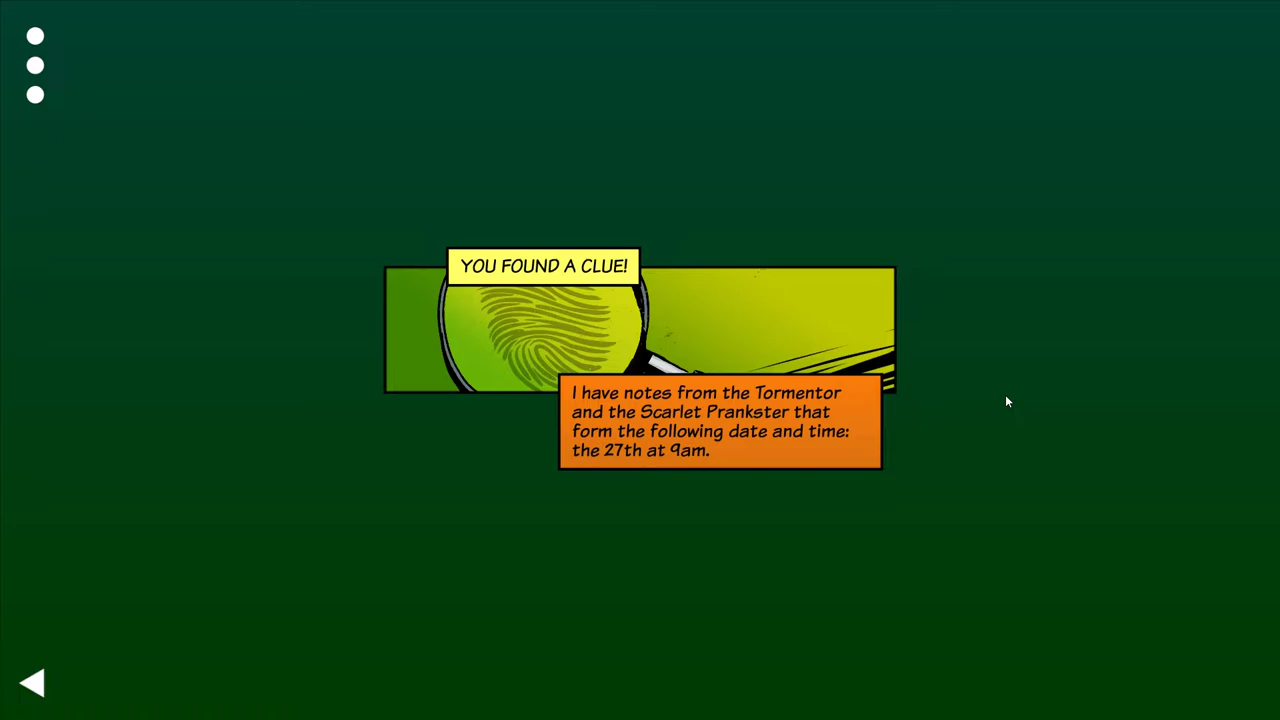 YOU FOUND A CLUE!
I have notes from the Tormentor
and the Scarlet Prankster that
form the following date and time:
the 27th at 9am.